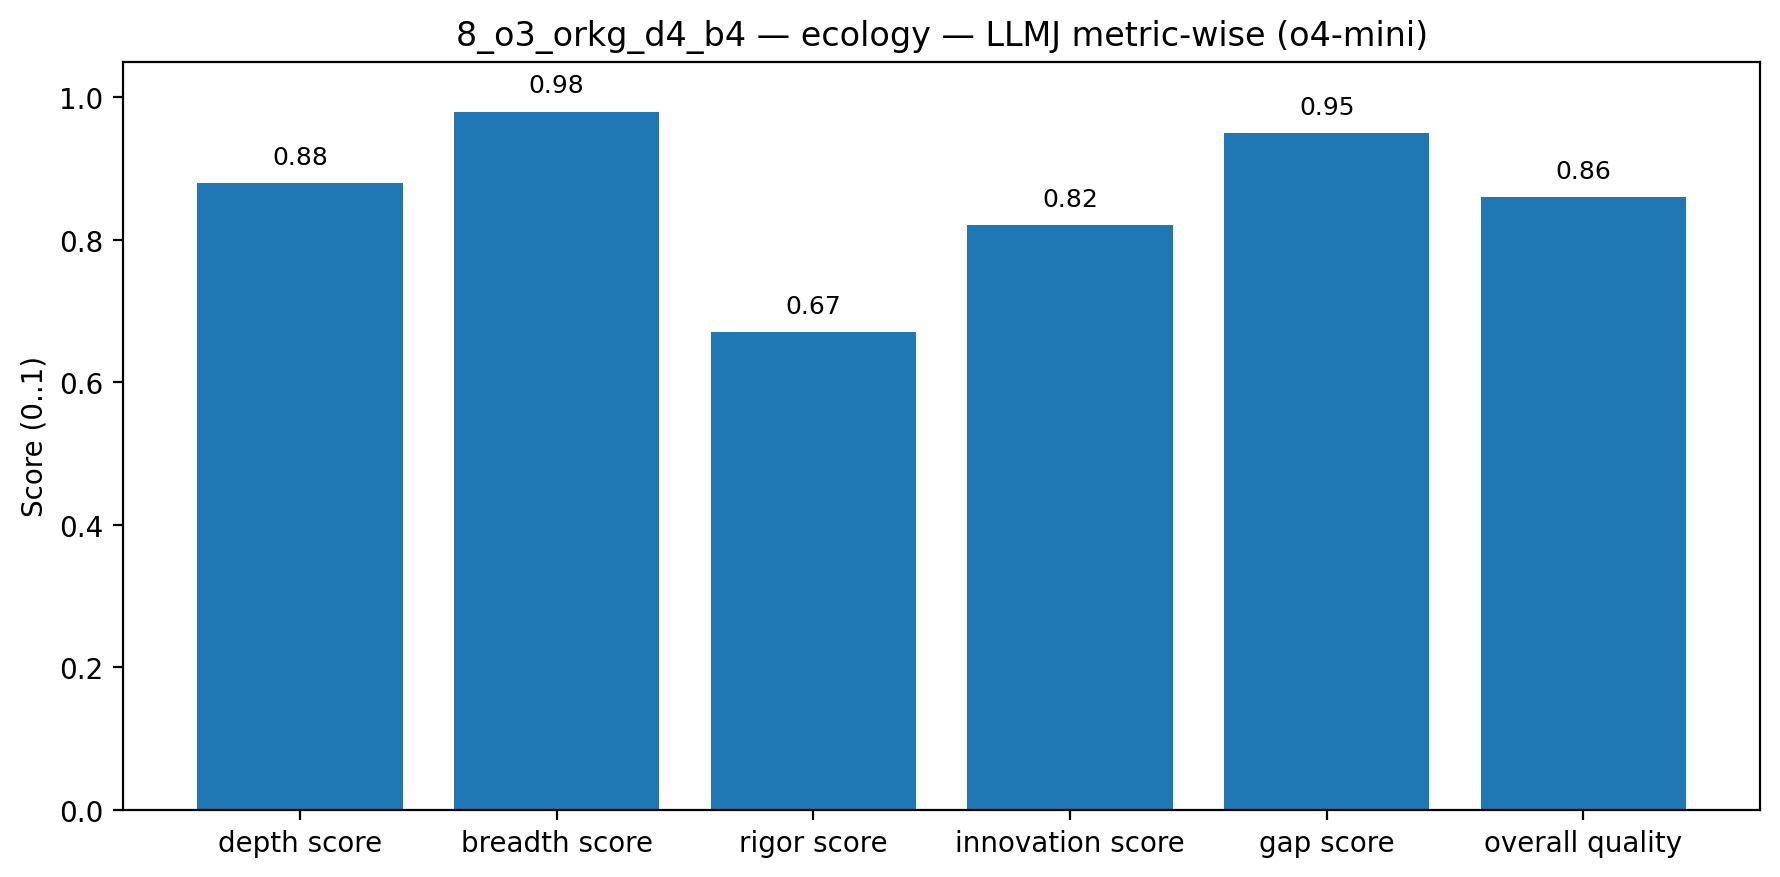 8_o3_orkg_d4_b4 — ecology — LLMJ metric-wise (o4-mini)
Score (0..1)
1.0
0.8
0.6
0.4
0.2
0.0
0.88
0.98
0.67
0.82
0.95
0.86
depth score
breadth score
rigor score
innovation score
gap score
overall quality